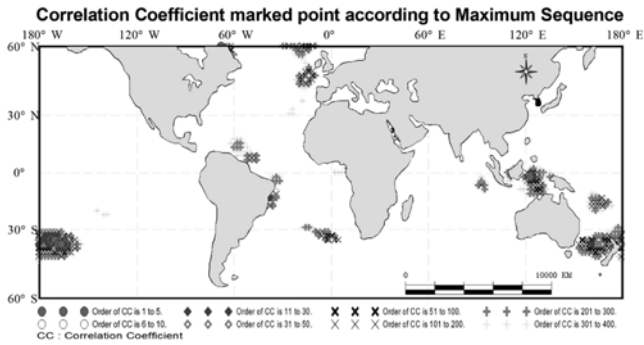 Correlation Coefficient marked point according to Maximum Sequence
180° W 120° W 60° W 0° 60° E 120° E 180° E
60° N
30° N
0°
30° S
60° S
0 10000 KM
Order of CC is 1 to 5. Order of CC is 11 to 30. Order of CC is 51 to 100. Order of CC is 201 to 300.
Order of CC is 6 to 10. Order of CC is 31 to 50. Order of CC is 101 to 200. Order of CC is 301 to 400.
CC : Correlation Coefficient